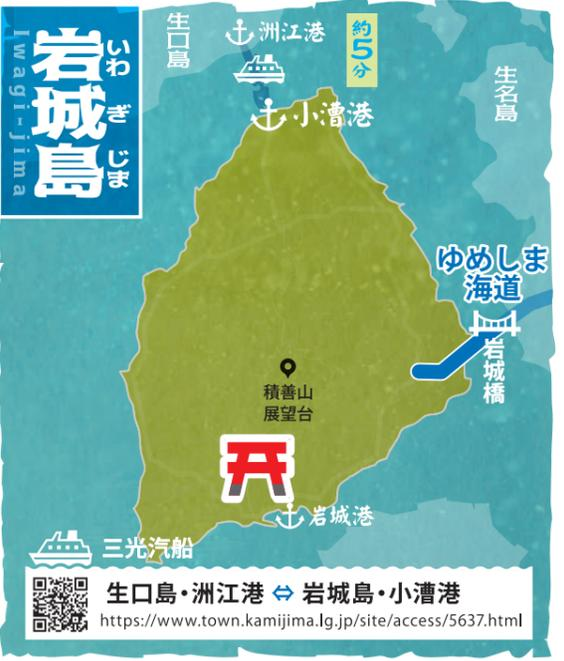 岩城島
いわぎじま
Iwagi-jima
生口島
洲江港
約5分
小漕港
生名島
ゆめしま
海道
岩城橋
積善山
展望台
岩城港
三光汽船
生口島・洲江港 ⇔ 岩城島・小漕港
https://www.town.kamijima.lg.jp/site/access/5637.html